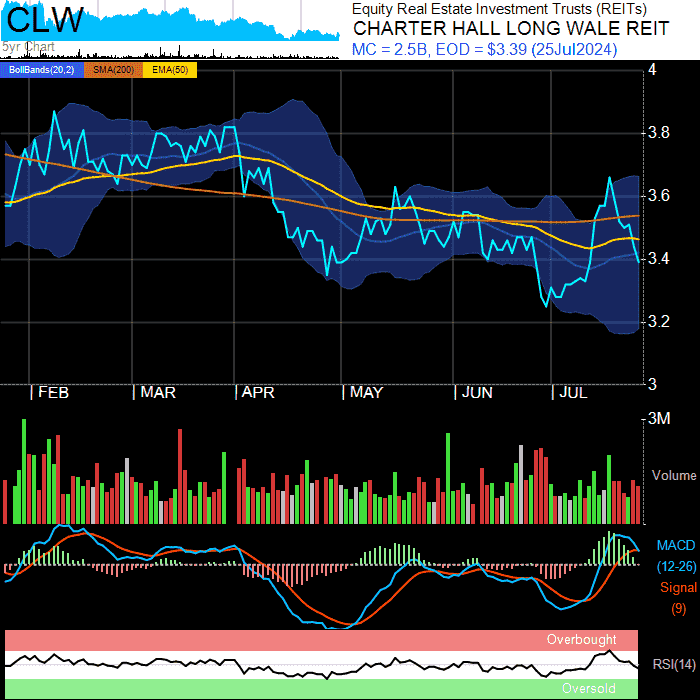 CLW
5yr Chart
Equity Real Estate Investment Trusts (REITs)
CHARTER HALL LONG WALE REIT
MC = 2.5B, EOD = $3.39 (25Jul2024)
BollBands(20,2) SMA(200) EMA(50)
4
3.8
3.6
3.4
3.2
3
| FEB | MAR | APR | MAY | JUN | JUL
3M
Volume
MACD
(12-26)
Signal
(9)
Overbought
RSI(14)
Oversold